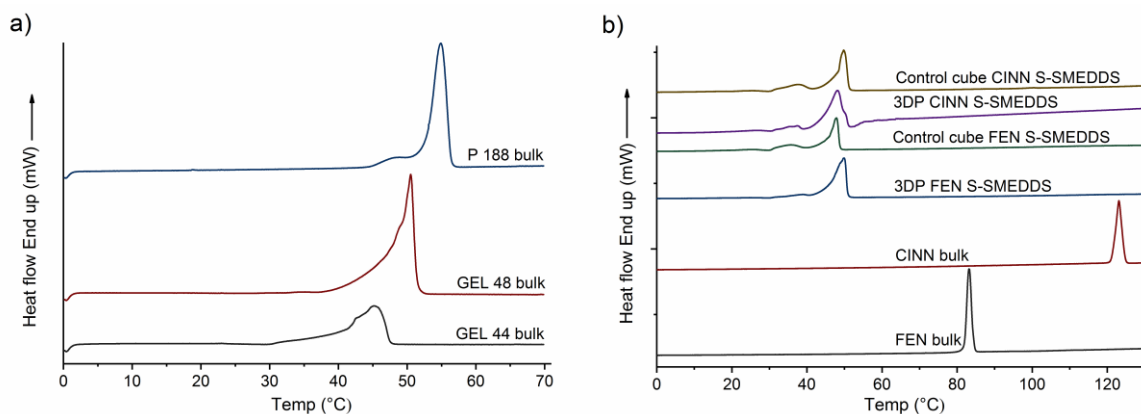 a)
Heat flow End up (mW)
P 188 bulk
GEL 48 bulk
GEL 44 bulk
0 10 20 30 40 50 60 70
Temp (°C)
b)
Heat flow End up (mW)
Control cube CINN S-SMEDDS
3DP CINN S-SMEDDS
Control cube FEN S-SMEDDS
3DP FEN S-SMEDDS
CINN bulk
FEN bulk
0 20 40 60 80 100 120
Temp (°C)